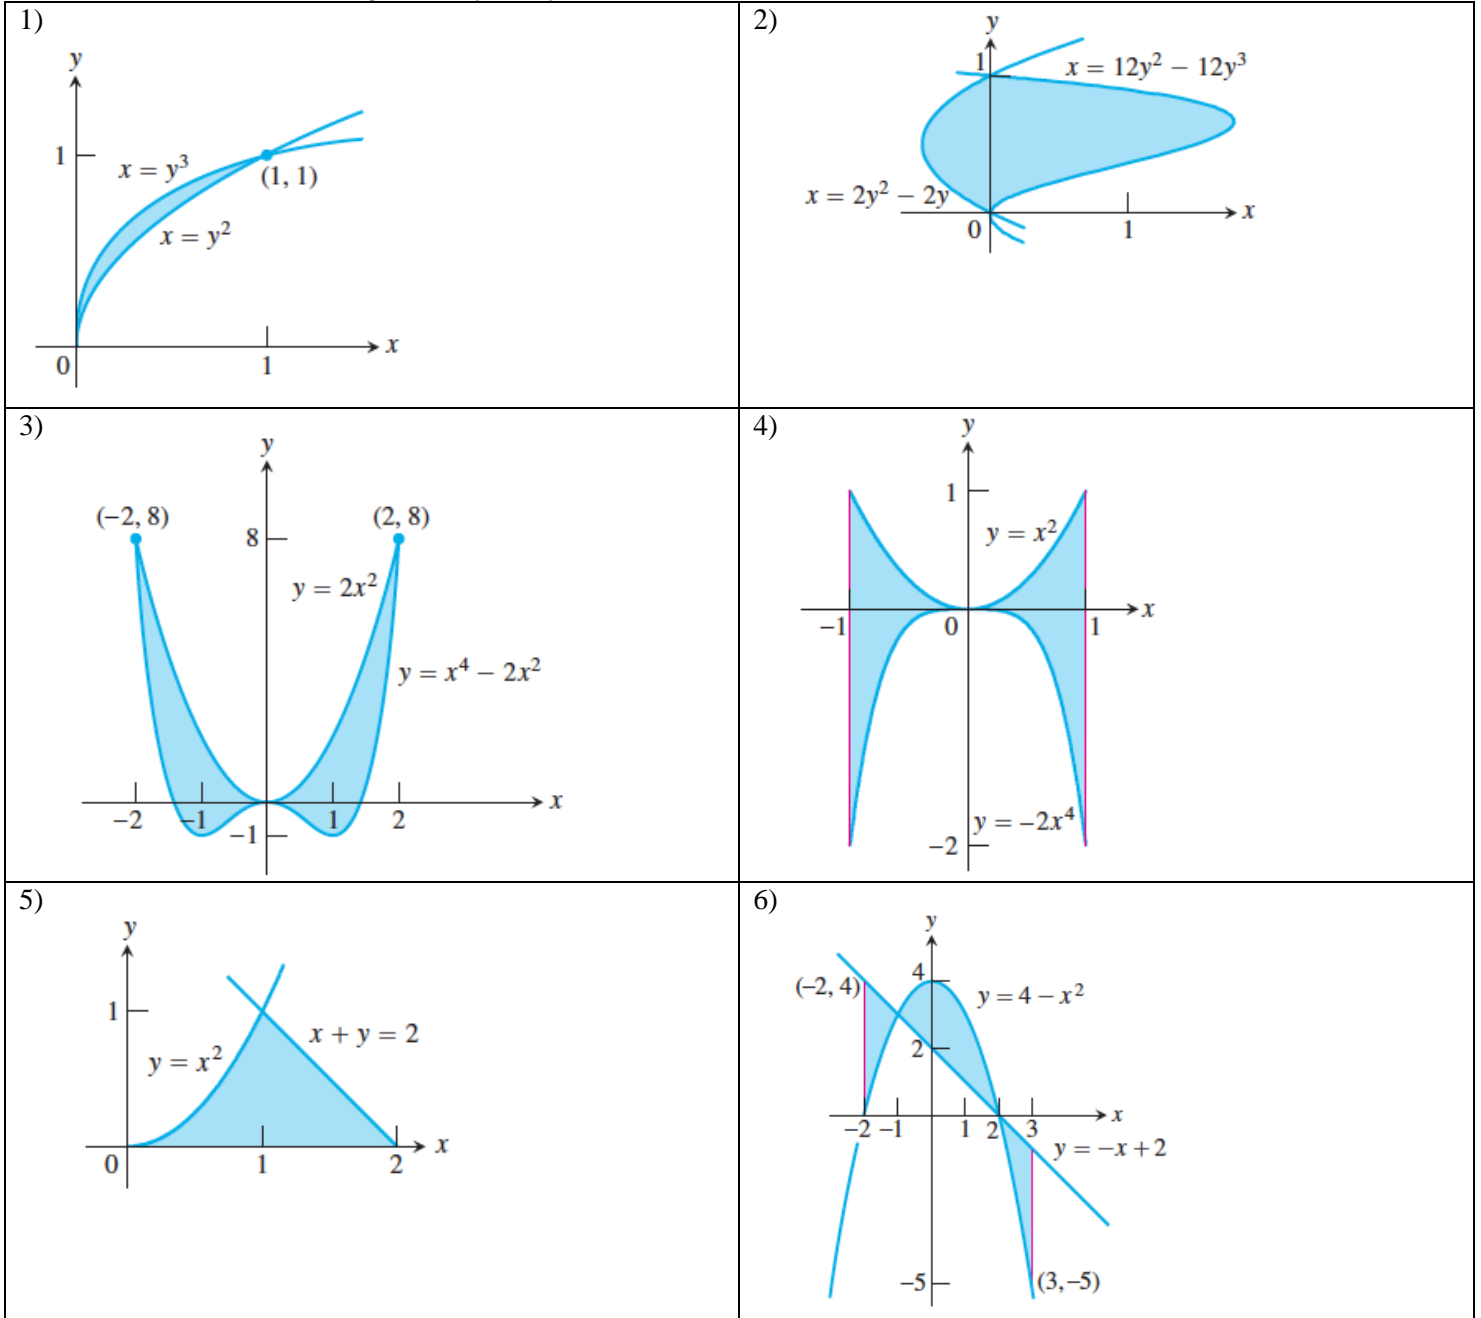 1)
y
1
x = y³
(1, 1)
x = y²
x
0
1
2)
y
1
x = 12y² − 12y³
x = 2y² − 2y
x
0
1
3)
y
(−2, 8)
(2, 8)
8
y = 2x²
y = x⁴ − 2x²
x
−2
−1
1
2
−1
4)
y
1
y = x²
x
−1
0
1
y = −2x⁴
−2
5)
y
1
x + y = 2
y = x²
x
0
1
2
6)
y
4
(−2, 4)
y = 4 − x²
2
x
−2 −1
1 2 3
y = −x + 2
−5
(3, −5)